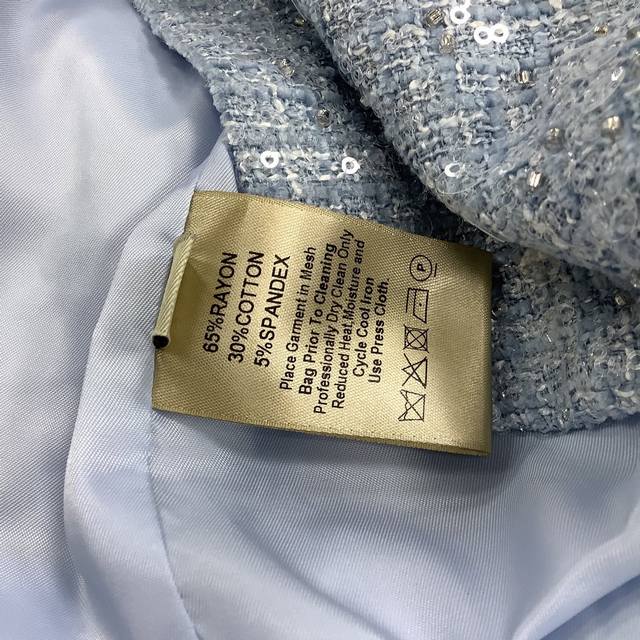 65%RAYON
30%COTTON
5%SPANDEX
Place Garment in Mesh
Bag Prior To Cleaning
Professionally Dry Clean Only
Reduced Heat,Moisture and
Cycle Cool Iron
Use Press Cloth.
P